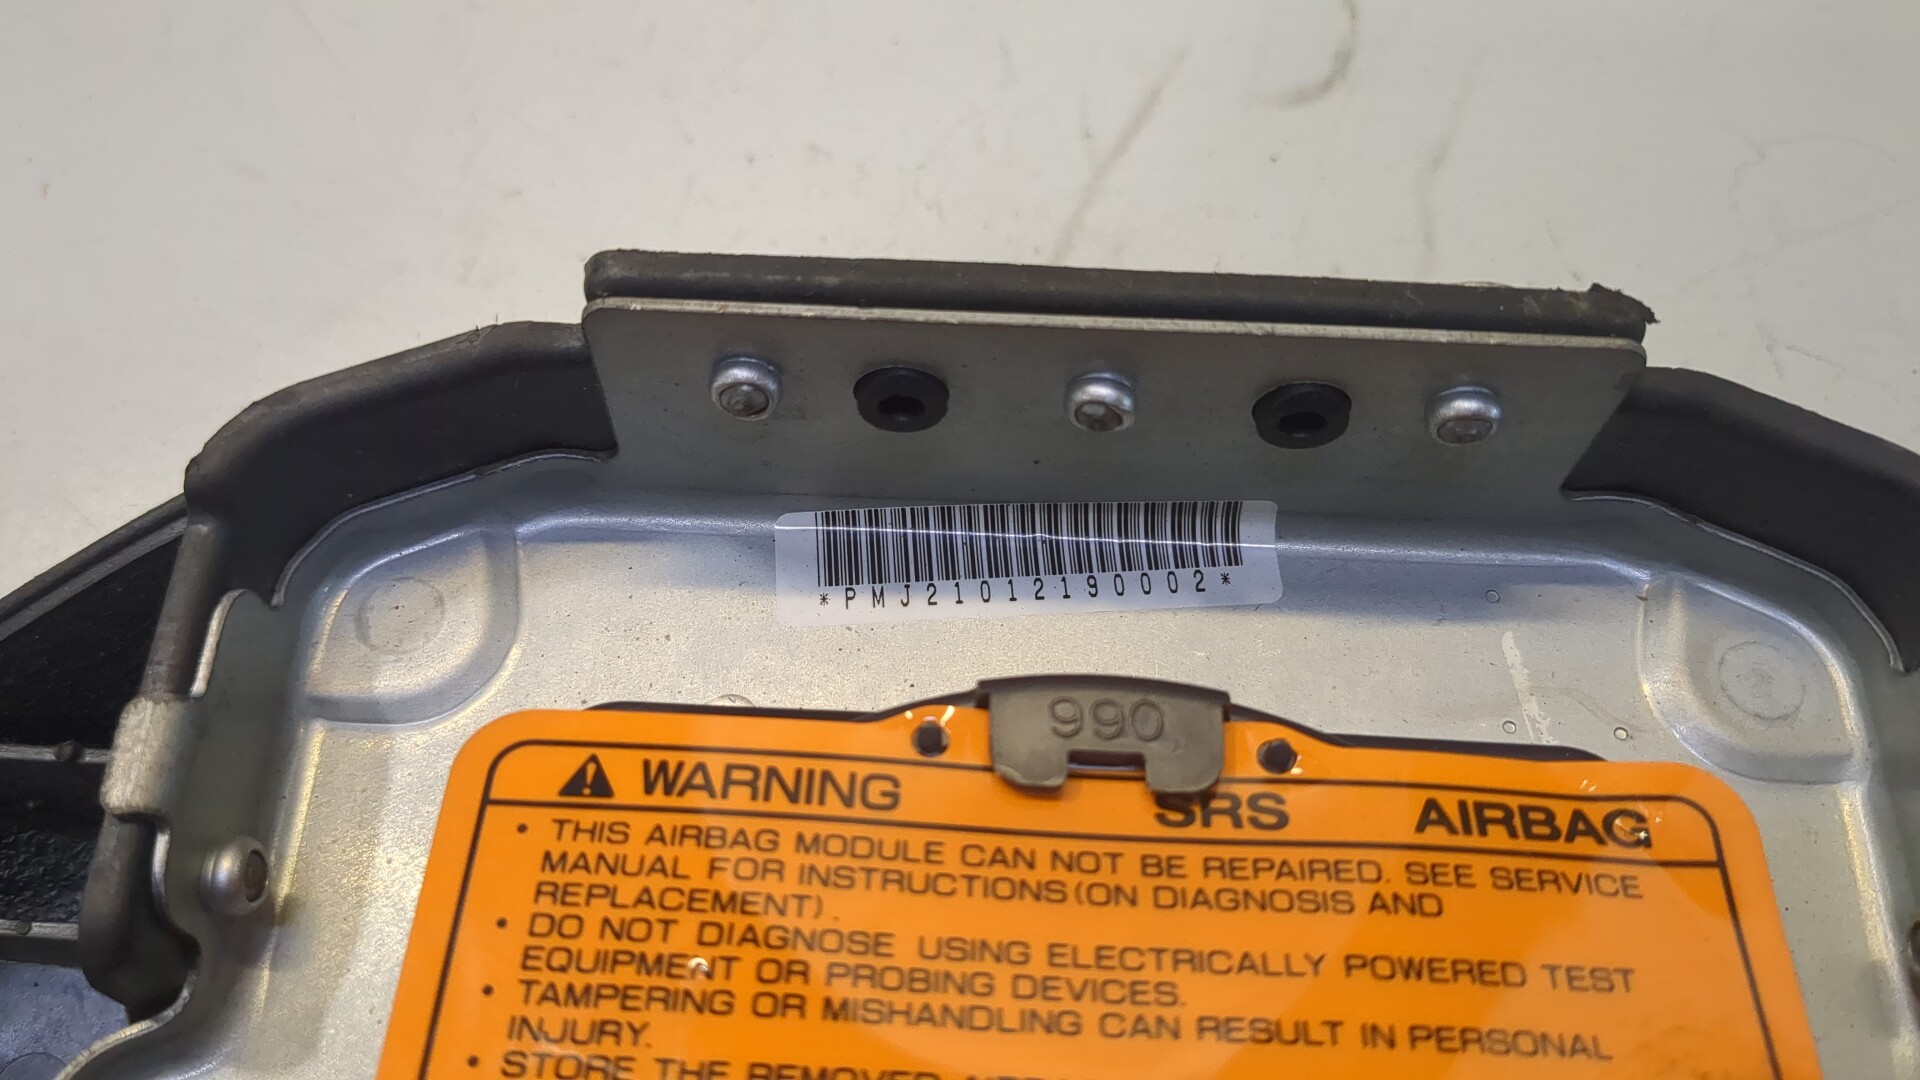 *PMJ21012190002*
990
WARNING SRS AIRBAG
• THIS AIRBAG MODULE CAN NOT BE REPAIRED. SEE SERVICE
MANUAL FOR INSTRUCTIONS (ON DIAGNOSIS AND
REPLACEMENT).
• DO NOT DIAGNOSE USING ELECTRICALLY POWERED TEST
EQUIPMENT OR PROBING DEVICES.
• TAMPERING OR MISHANDLING CAN RESULT IN PERSONAL
INJURY.
• STORE THE REMOVED